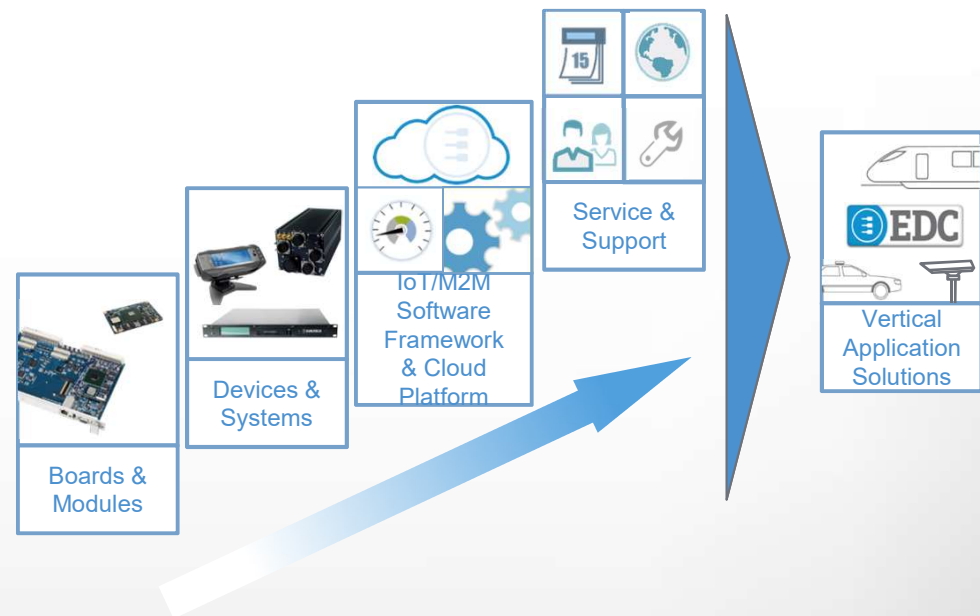 Boards &
Modules
Devices &
Systems
IoT/M2M
Software
Framework
& Cloud
Platform
15
Service &
Support
EDC
Vertical
Application
Solutions